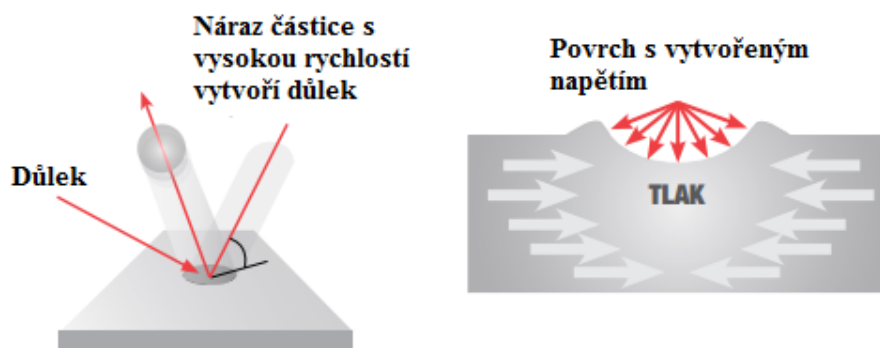 Náraz částice s
vysokou rychlostí
vytvoří důlek
Důlek
Povrch s vytvořeným
napětím
TLAK